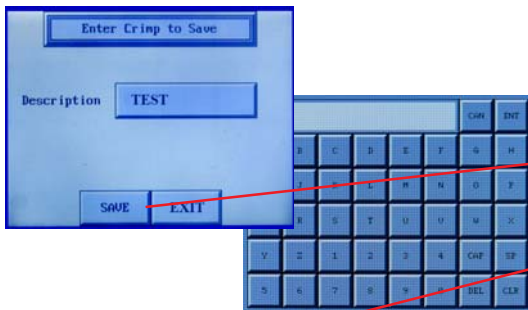 Enter Crimp to Save
Description TEST
SAVE EXIT
CAN ENT
B C D E F G H
J L M N O P
R S T U V W X
Y Z 1 2 3 4 CAP SP
5 6 7 8 9 0 DEL CLR